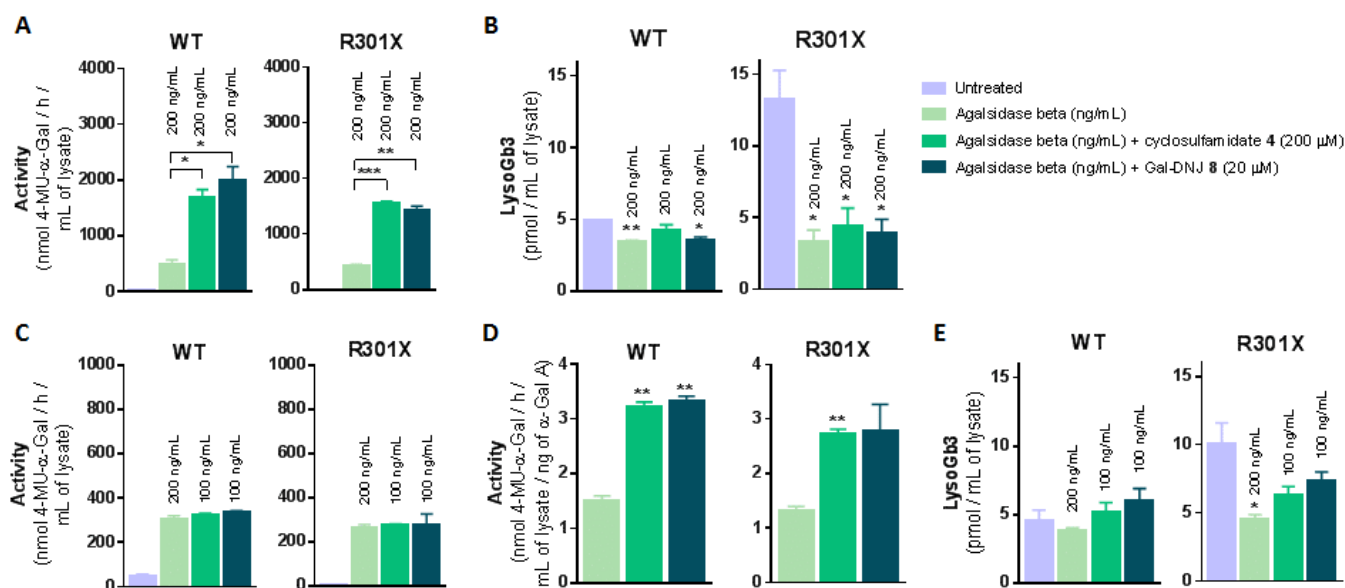 A
WT
R301X
Activity
(nmol 4-MU-α-Gal / h /
mL of lysate)
4000
3000
2000
1000
0
200 ng/mL
200 ng/mL
200 ng/mL
*
*
4000
3000
2000
1000
0
200 ng/mL
200 ng/mL
200 ng/mL
**
***
B
WT
R301X
LysoGb3
(pmol / mL of lysate)
15
10
5
0
** 200 ng/mL
200 ng/mL
* 200 ng/mL
15
10
5
0
* 200 ng/mL
* 200 ng/mL
* 200 ng/mL
Untreated
Agalsidase beta (ng/mL)
Agalsidase beta (ng/mL) + cyclosulfamidate 4 (200 μM)
Agalsidase beta (ng/mL) + Gal-DNJ 8 (20 μM)
C
WT
R301X
Activity
(nmol 4-MU-α-Gal / h /
mL of lysate)
1000
800
600
400
200
0
200 ng/mL
100 ng/mL
100 ng/mL
1000
800
600
400
200
0
200 ng/mL
100 ng/mL
100 ng/mL
D
WT
R301X
Activity
(nmol 4-MU-α-Gal / h /
mL of lysate / ng of α-Gal A)
4
3
2
1
0
**
**
4
3
2
1
0
**
E
WT
R301X
LysoGb3
(pmol / mL of lysate)
15
10
5
0
200 ng/mL
100 ng/mL
100 ng/mL
15
10
5
0
* 200 ng/mL
100 ng/mL
100 ng/mL